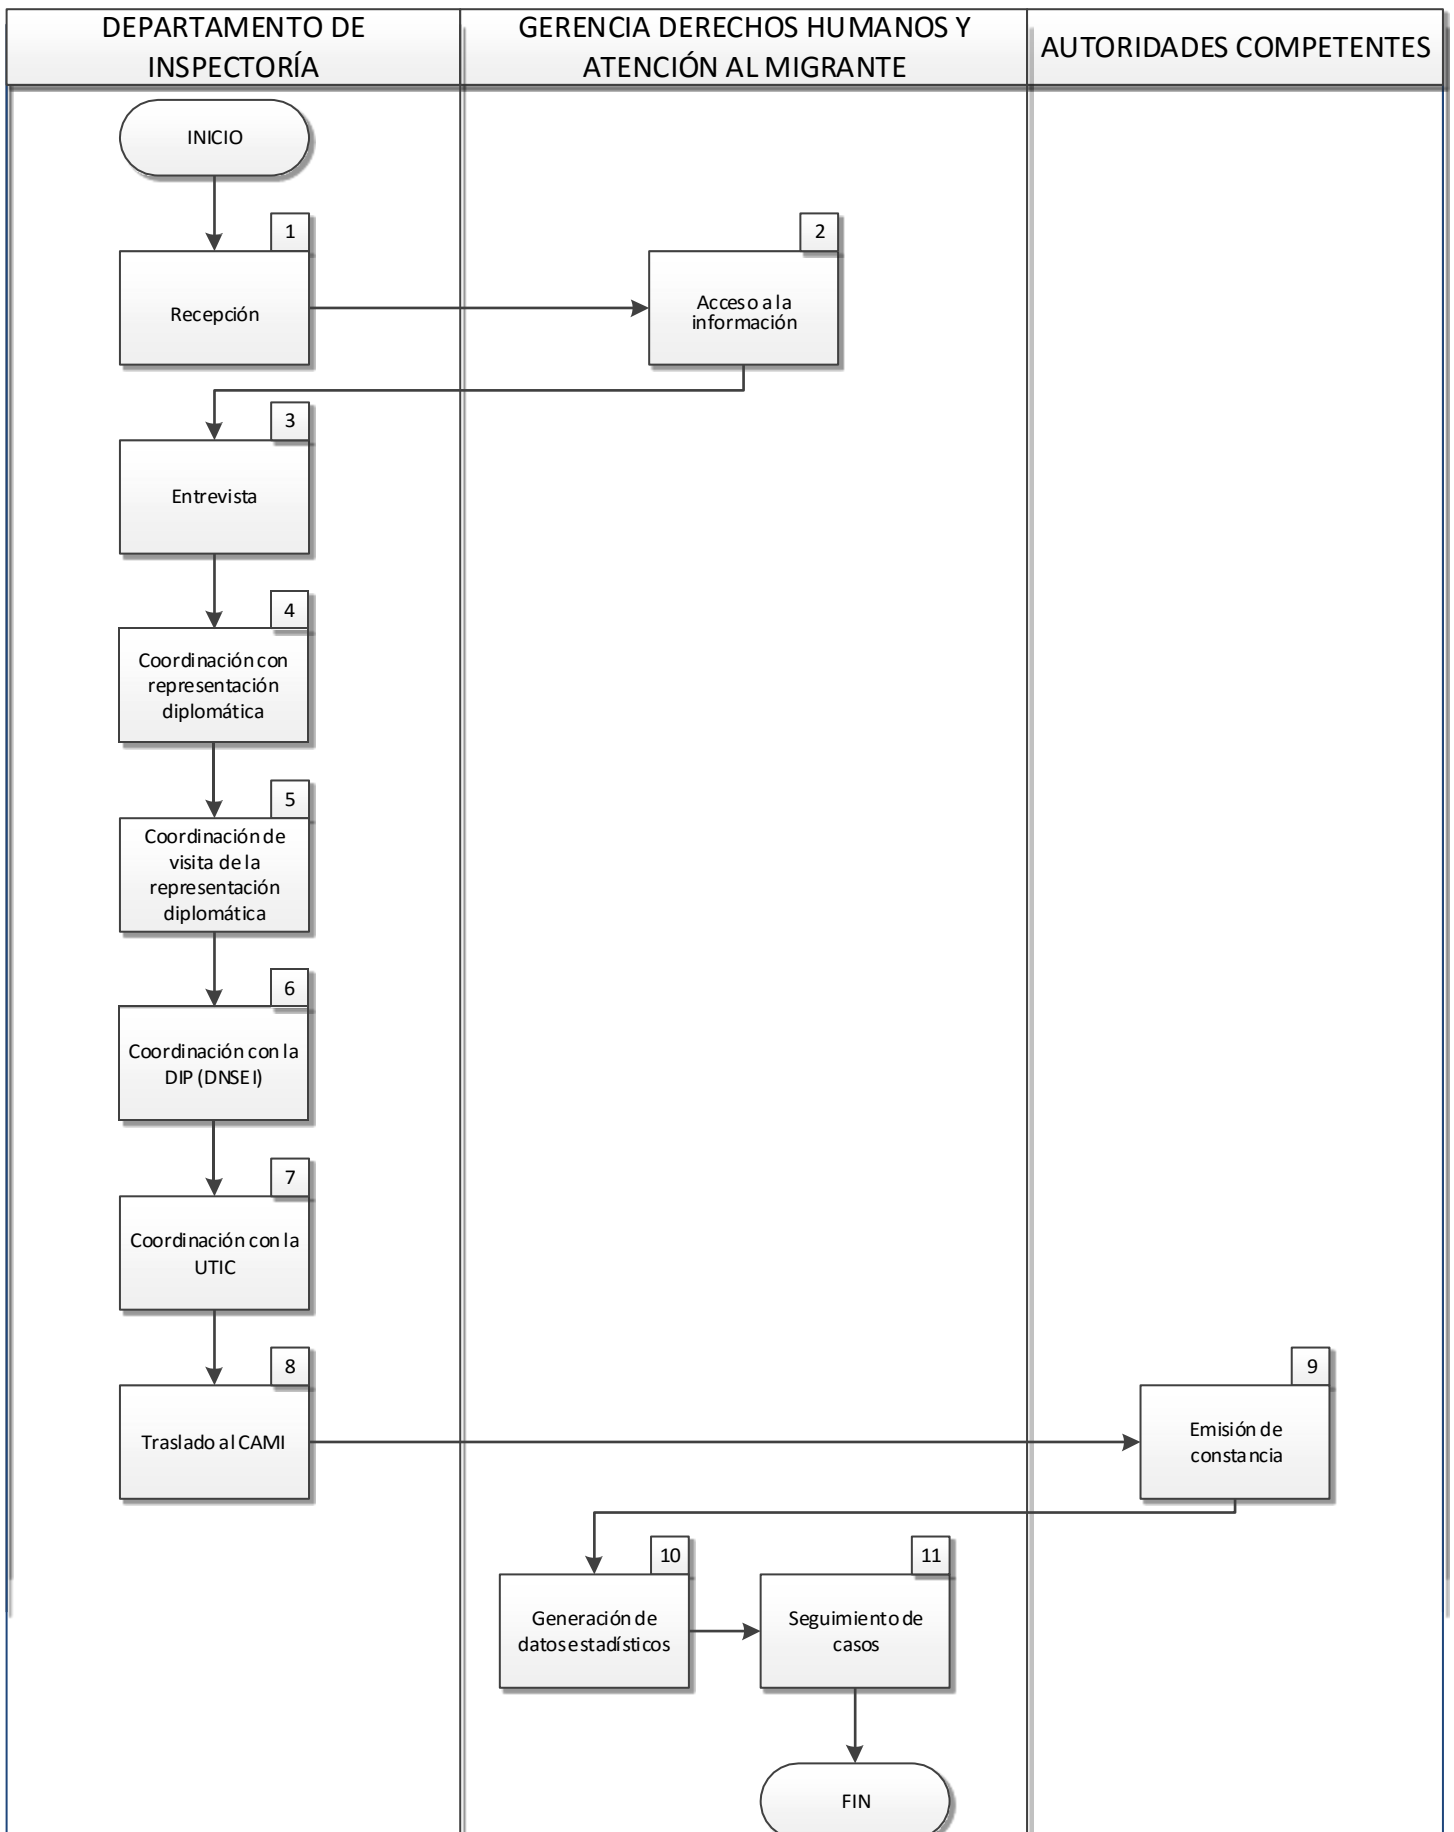 DEPARTAMENTO DE
INSPECTORÍA
GERENCIA DERECHOS HUMANOS Y
ATENCIÓN AL MIGRANTE
AUTORIDADES COMPETENTES
INICIO
1
Recepción
2
Acceso a la
información
3
Entrevista
4
Coordinación con
representación
diplomática
5
Coordinación de
visita de la
representación
diplomática
6
Coordinación con la
DIP (DNSEI)
7
Coordinación con la
UTIC
8
Traslado al CAMI
9
Emisión de
constancia
10
Generación de
datos estadísticos
11
Seguimiento de
casos
FIN